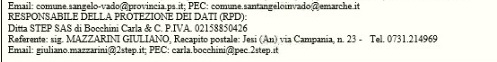 Email: comune.sangelo-vado@provincia.ps.it; PEC: comune.santangeloinvado@emarche.it
RESPONSABILE DELLA PROTEZIONE DEI DATI (RPD):
Ditta STEP SAS di Bocchini Carla & C. P.IVA. 02158850426
Referente: sig. MAZZARINI GIULIANO, Recapito postale: Jesi (An) via Campania, n. 23 - Tel. 0731.214969
Email: giuliano.mazzarini@2step.it; PEC: carla.bocchini@pec.2step.it